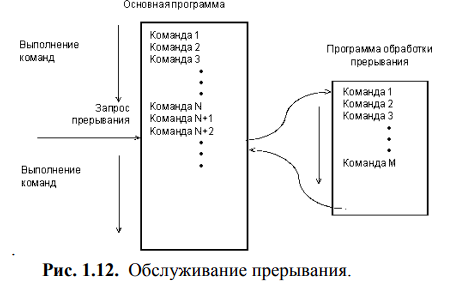 Основная программа
Выполнение
команд
Команда 1
Команда 2
Команда 3
Запрос
прерывания
Команда N
Команда N+1
Команда N+2
Выполнение
команд
Программа обработки
прерывания
Команда 1
Команда 2
Команда 3
Команда M
Рис. 1.12. Обслуживание прерывания.